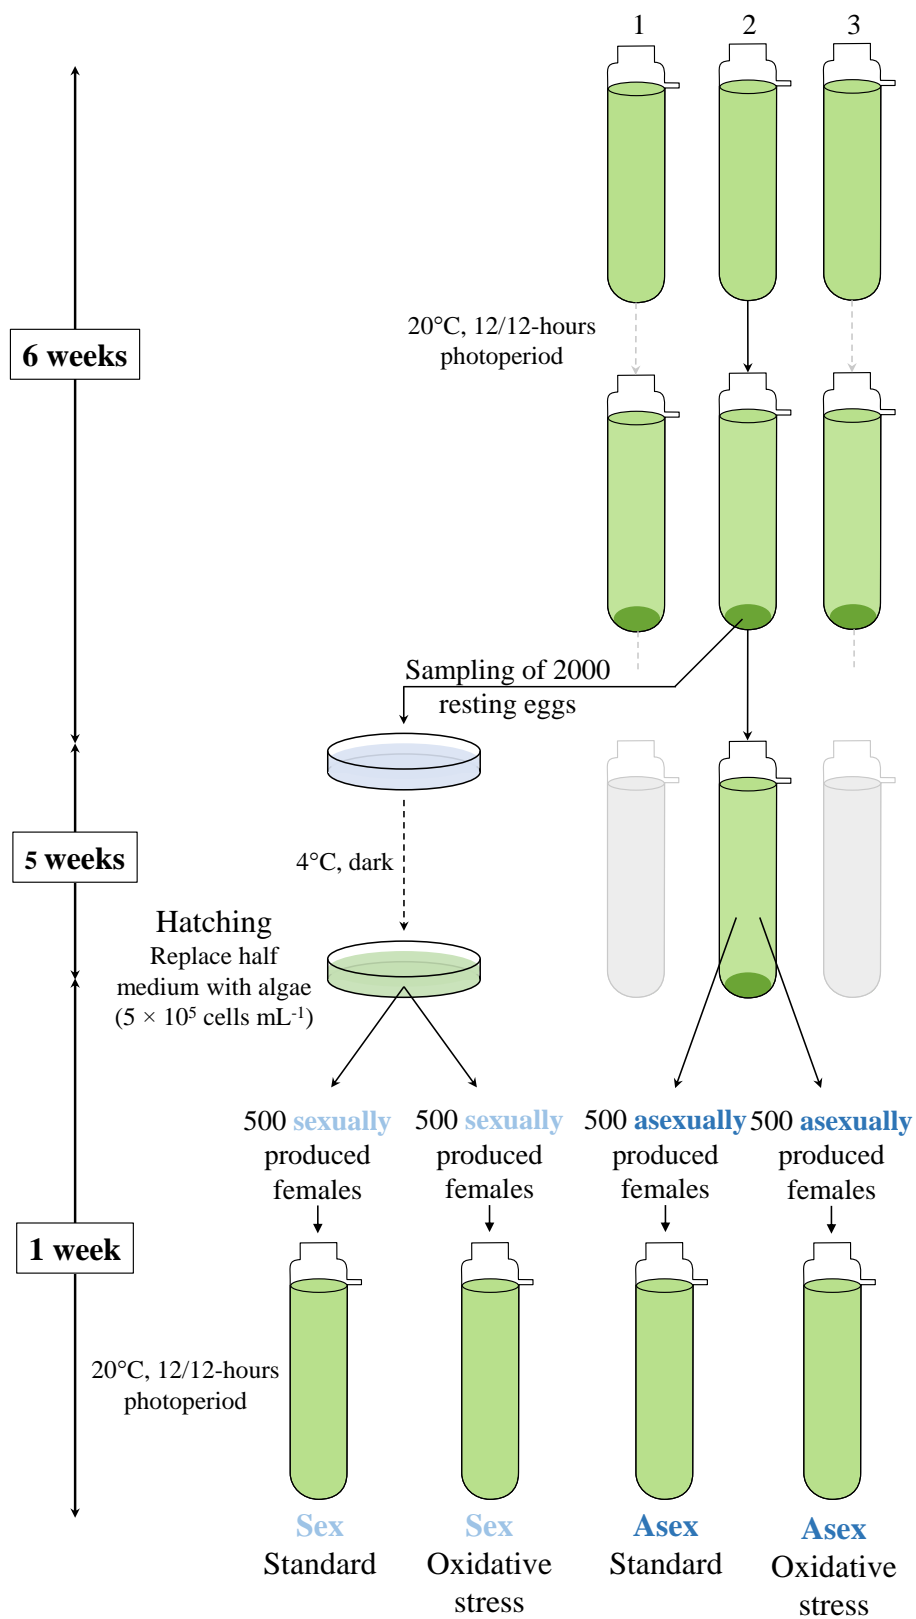 1 2 3
20°C, 12/12-hours
photoperiod
6 weeks
Sampling of 2000
resting eggs
5 weeks
4°C, dark
Hatching
Replace half
medium with algae
(5 × 10⁵ cells mL⁻¹)
500 sexually
produced
females
500 sexually
produced
females
500 asexually
produced
females
500 asexually
produced
females
1 week
20°C, 12/12-hours
photoperiod
Sex
Standard
Sex
Oxidative
stress
Asex
Standard
Asex
Oxidative
stress